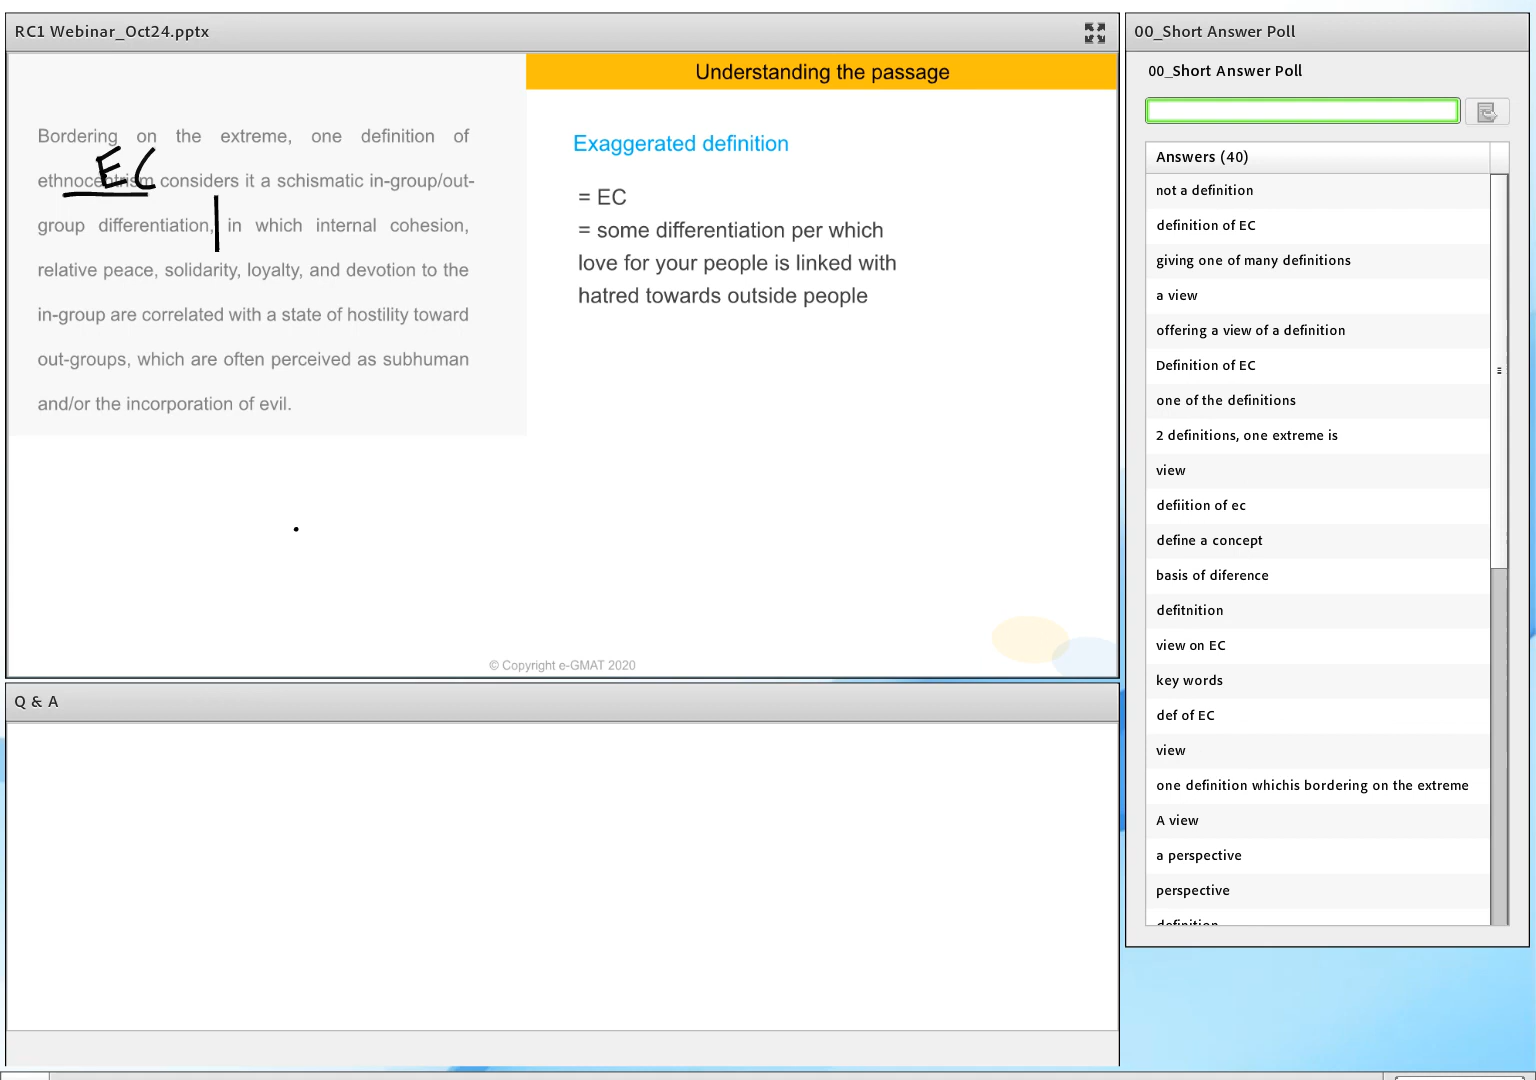 RC1 Webinar_Oct24.pptx
Understanding the passage
Bordering on the extreme, one definition of
ethnocentrism considers it a schismatic in-group/out-
group differentiation, in which internal cohesion,
relative peace, solidarity, loyalty, and devotion to the
in-group are correlated with a state of hostility toward
out-groups, which are often perceived as subhuman
and/or the incorporation of evil.
EC
Exaggerated definition
= EC
= some differentiation per which
love for your people is linked with
hatred towards outside people
© Copyright e-GMAT 2020
Q & A
00_Short Answer Poll
00_Short Answer Poll
Answers (40)
not a definition
definition of EC
giving one of many definitions
a view
offering a view of a definition
Definition of EC
one of the definitions
2 definitions, one extreme is
view
defiition of ec
define a concept
basis of diference
defitnition
view on EC
key words
def of EC
view
one definition whichis bordering on the extreme
A view
a perspective
perspective
definition